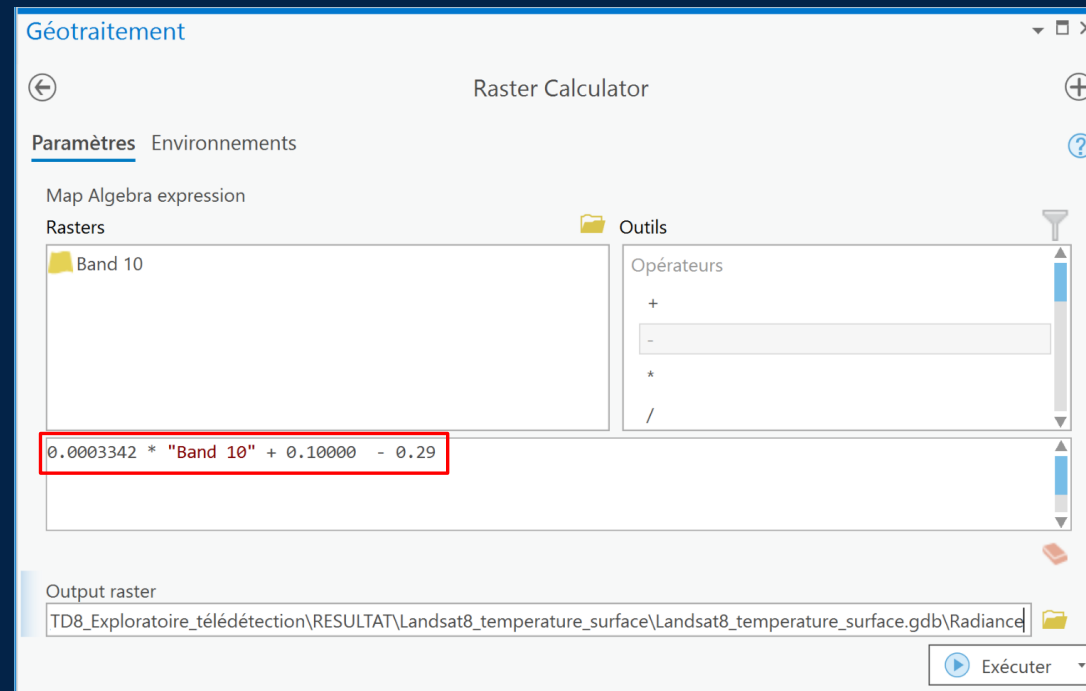 Géotraitement
Raster Calculator
Paramètres Environnements
?
Map Algebra expression
Rasters
Outils
Band 10
Opérateurs
+
-
*
/
0.0003342 * "Band 10" + 0.10000  - 0.29
Output raster
TD8_Exploratoire_télédétection\RESULTAT\Landsat8_temperature_surface\Landsat8_temperature_surface.gdb\Radiance
Exécuter